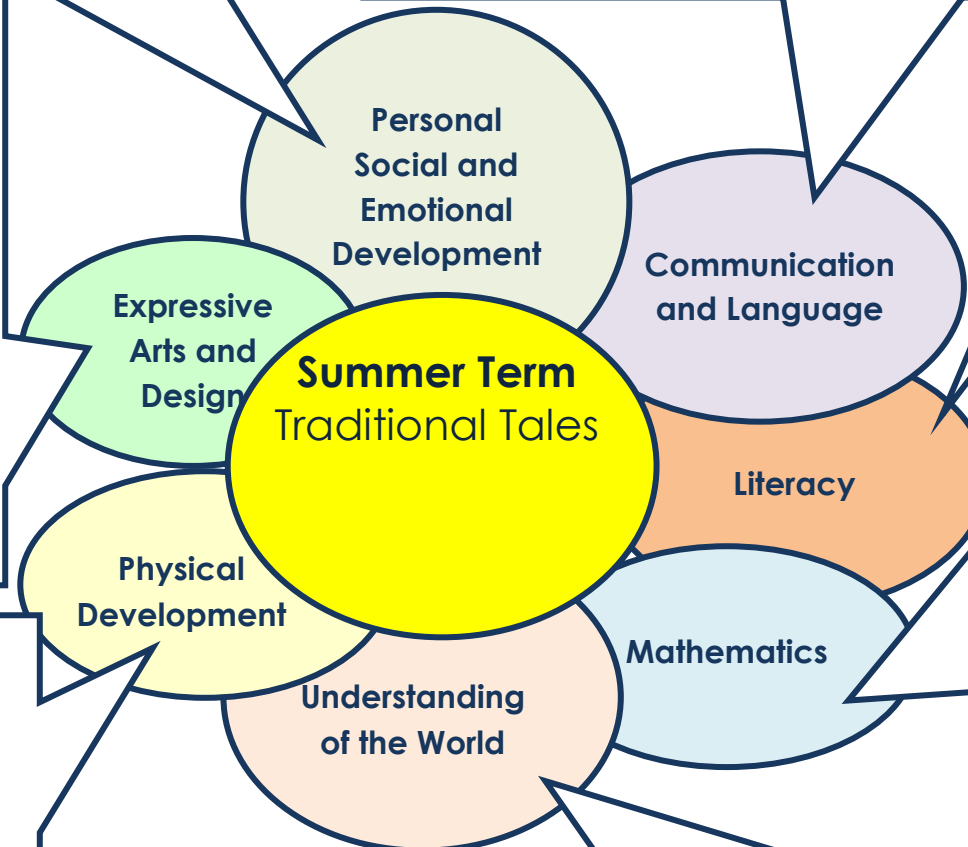 Personal
Social and
Emotional
Development
Communication
and Language
Expressive
Arts and
Design
Summer Term
Traditional Tales
Literacy
Physical
Development
Mathematics
Understanding
of the World